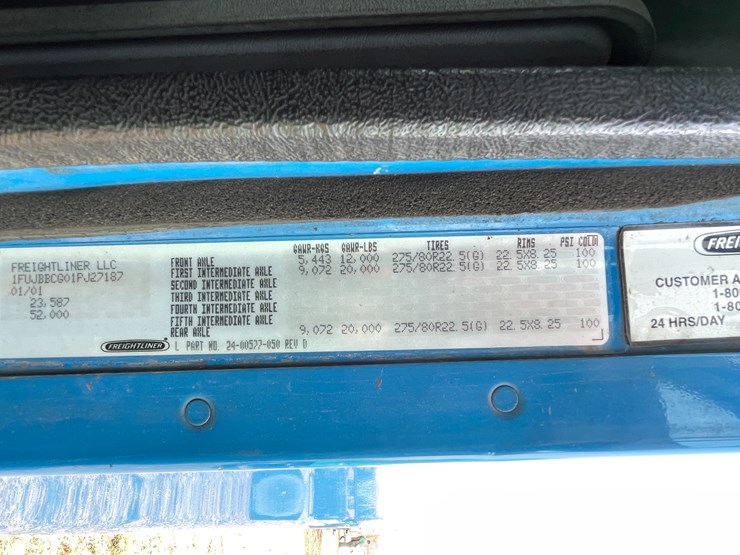 GAWR-KGS GAWR-LBS TIRES RIMS PSI COLD
FREIGHTLINER LLC
1FUJBBCG01PJ27187
01/01
23,587
52,000
FRONT AXLE 5,443 12,000 275/80R22.5(G) 22.5X8.25 100
FIRST INTERMEDIATE AXLE 9,072 20,000 275/80R22.5(G) 22.5X8.25 100
SECOND INTERMEDIATE AXLE
THIRD INTERMEDIATE AXLE
FOURTH INTERMEDIATE AXLE
FIFTH INTERMEDIATE AXLE
REAR AXLE 9,072 20,000 275/80R22.5(G) 22.5X8.25 100
FREIGHTLINER L PART NO. 24-00577-050 REV D
FREI
CUSTOMER A
1-80
1-80
24 HRS/DAY